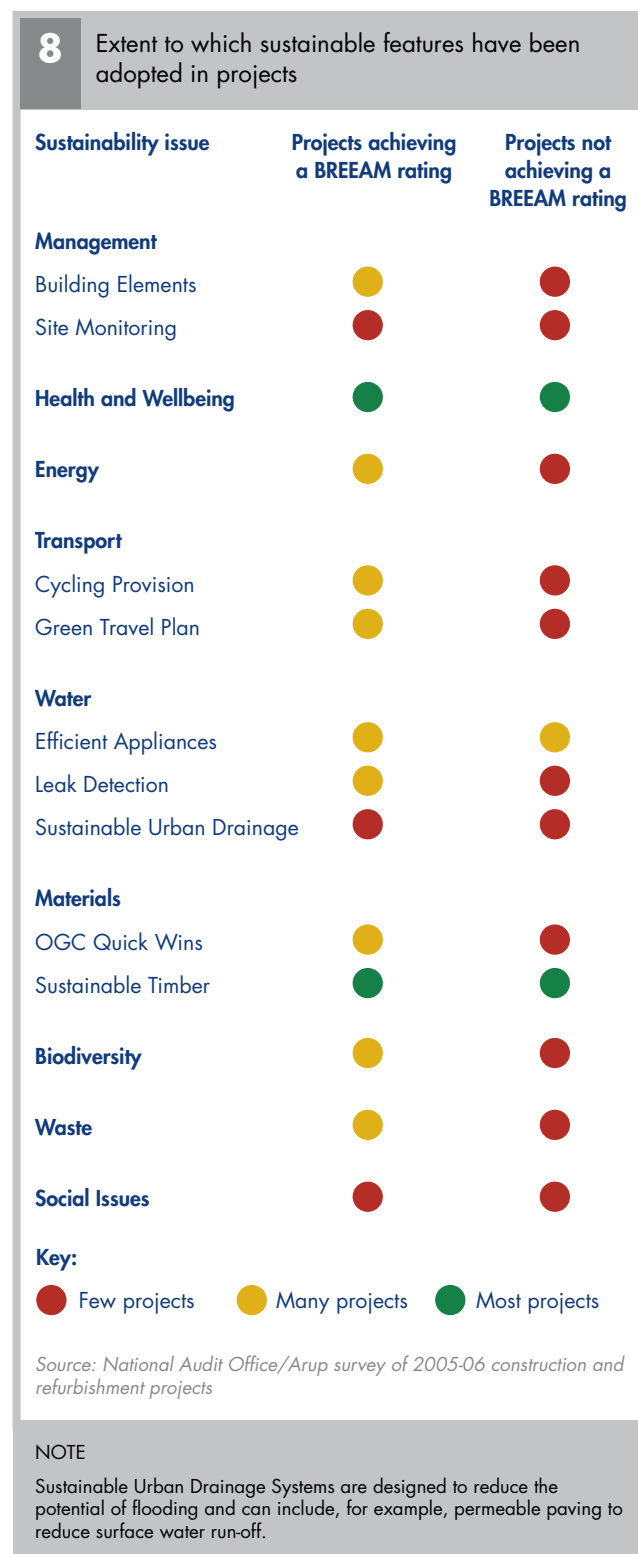 8
Extent to which sustainable features have been
adopted in projects
Sustainability issue
Projects achieving
a BREEAM rating
Projects not
achieving a
BREEAM rating
Management
Building Elements
Site Monitoring
Health and Wellbeing
Energy
Transport
Cycling Provision
Green Travel Plan
Water
Efficient Appliances
Leak Detection
Sustainable Urban Drainage
Materials
OGC Quick Wins
Sustainable Timber
Biodiversity
Waste
Social Issues
Key:
Few projects Many projects Most projects
Source: National Audit Office/Arup survey of 2005-06 construction and
refurbishment projects
NOTE
Sustainable Urban Drainage Systems are designed to reduce the
potential of flooding and can include, for example, permeable paving to
reduce surface water run-off.